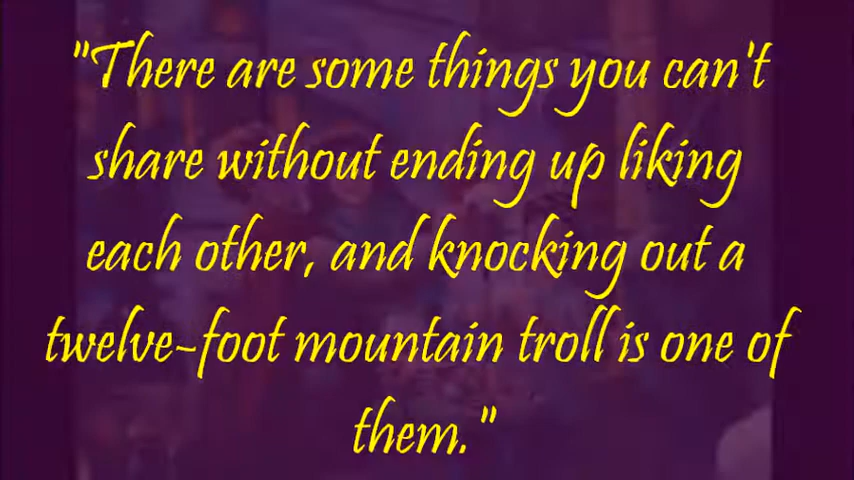 "There are some things you can't
share without ending up liking
each other, and knocking out a
twelve-foot mountain troll is one of
them."